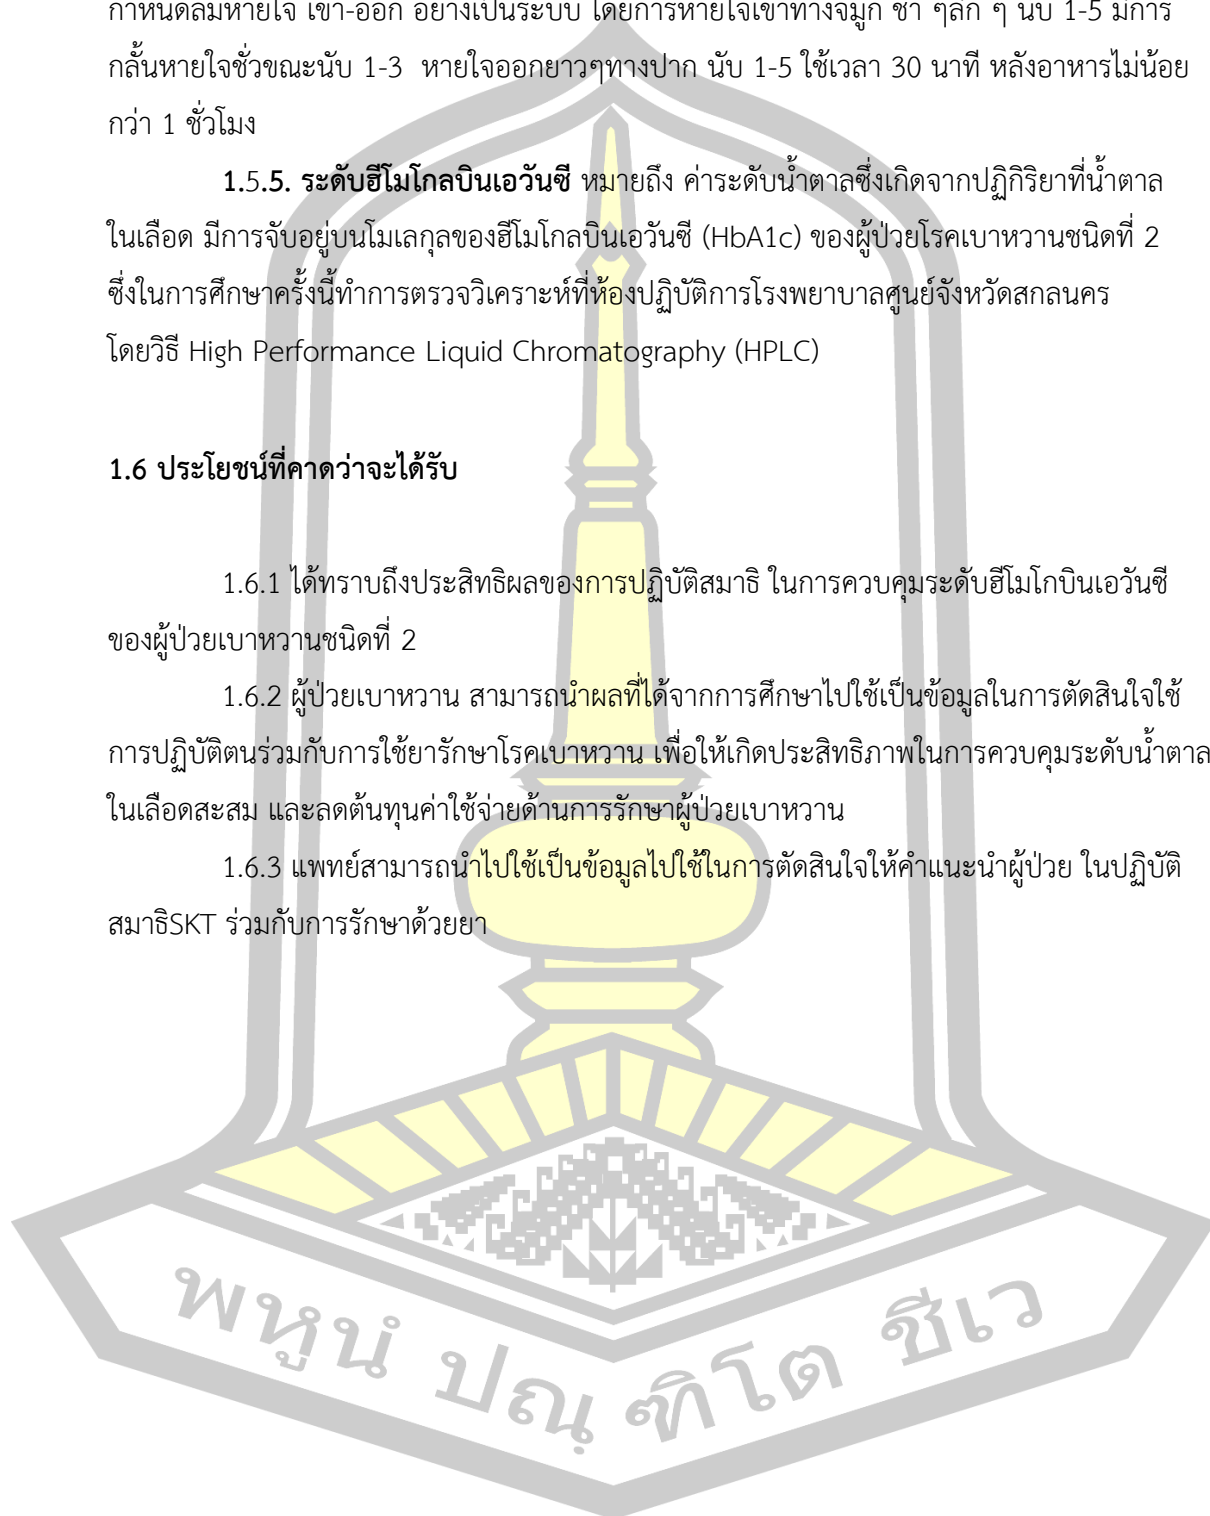 กำหนดลมหายใจ เข้า-ออก อย่างเป็นระบบ โดยการหายใจเข้าทางจมูก ช้า ๆลึก ๆ นับ 1-5 มีการ
กลั้นหายใจชั่วขณะนับ 1-3 หายใจออกยาวๆทางปาก นับ 1-5 ใช้เวลา 30 นาที หลังอาหารไม่น้อย
กว่า 1 ชั่วโมง
1.5.5. ระดับฮีโมโกลบินเอวันซี หมายถึง ค่าระดับน้ำตาลซึ่งเกิดจากปฏิกิริยาที่น้ำตาล
ในเลือด มีการจับอยู่บนโมเลกุลของฮีโมโกลบินเอวันซี (HbA1c) ของผู้ป่วยโรคเบาหวานชนิดที่ 2
ซึ่งในการศึกษาครั้งนี้ทำการตรวจวิเคราะห์ที่ห้องปฏิบัติการโรงพยาบาลศูนย์จังหวัดสกลนคร
โดยวิธี High Performance Liquid Chromatography (HPLC)
1.6 ประโยชน์ที่คาดว่าจะได้รับ
1.6.1 ได้ทราบถึงประสิทธิผลของการปฏิบัติสมาธิ ในการควบคุมระดับฮีโมโกบินเอวันซี
ของผู้ป่วยเบาหวานชนิดที่ 2
1.6.2 ผู้ป่วยเบาหวาน สามารถนำผลที่ได้จากการศึกษาไปใช้เป็นข้อมูลในการตัดสินใจใช้
การปฏิบัติตนร่วมกับการใช้ยารักษาโรคเบาหวาน เพื่อให้เกิดประสิทธิภาพในการควบคุมระดับน้ำตาล
ในเลือดสะสม และลดต้นทุนค่าใช้จ่ายด้านการรักษาผู้ป่วยเบาหวาน
1.6.3 แพทย์สามารถนำไปใช้เป็นข้อมูลไปใช้ในการตัดสินใจให้คำแนะนำผู้ป่วย ในปฏิบัติ
สมาธิSKT ร่วมกับการรักษาด้วยยา
พหูนํ ปณฺฑิโต ชีเว